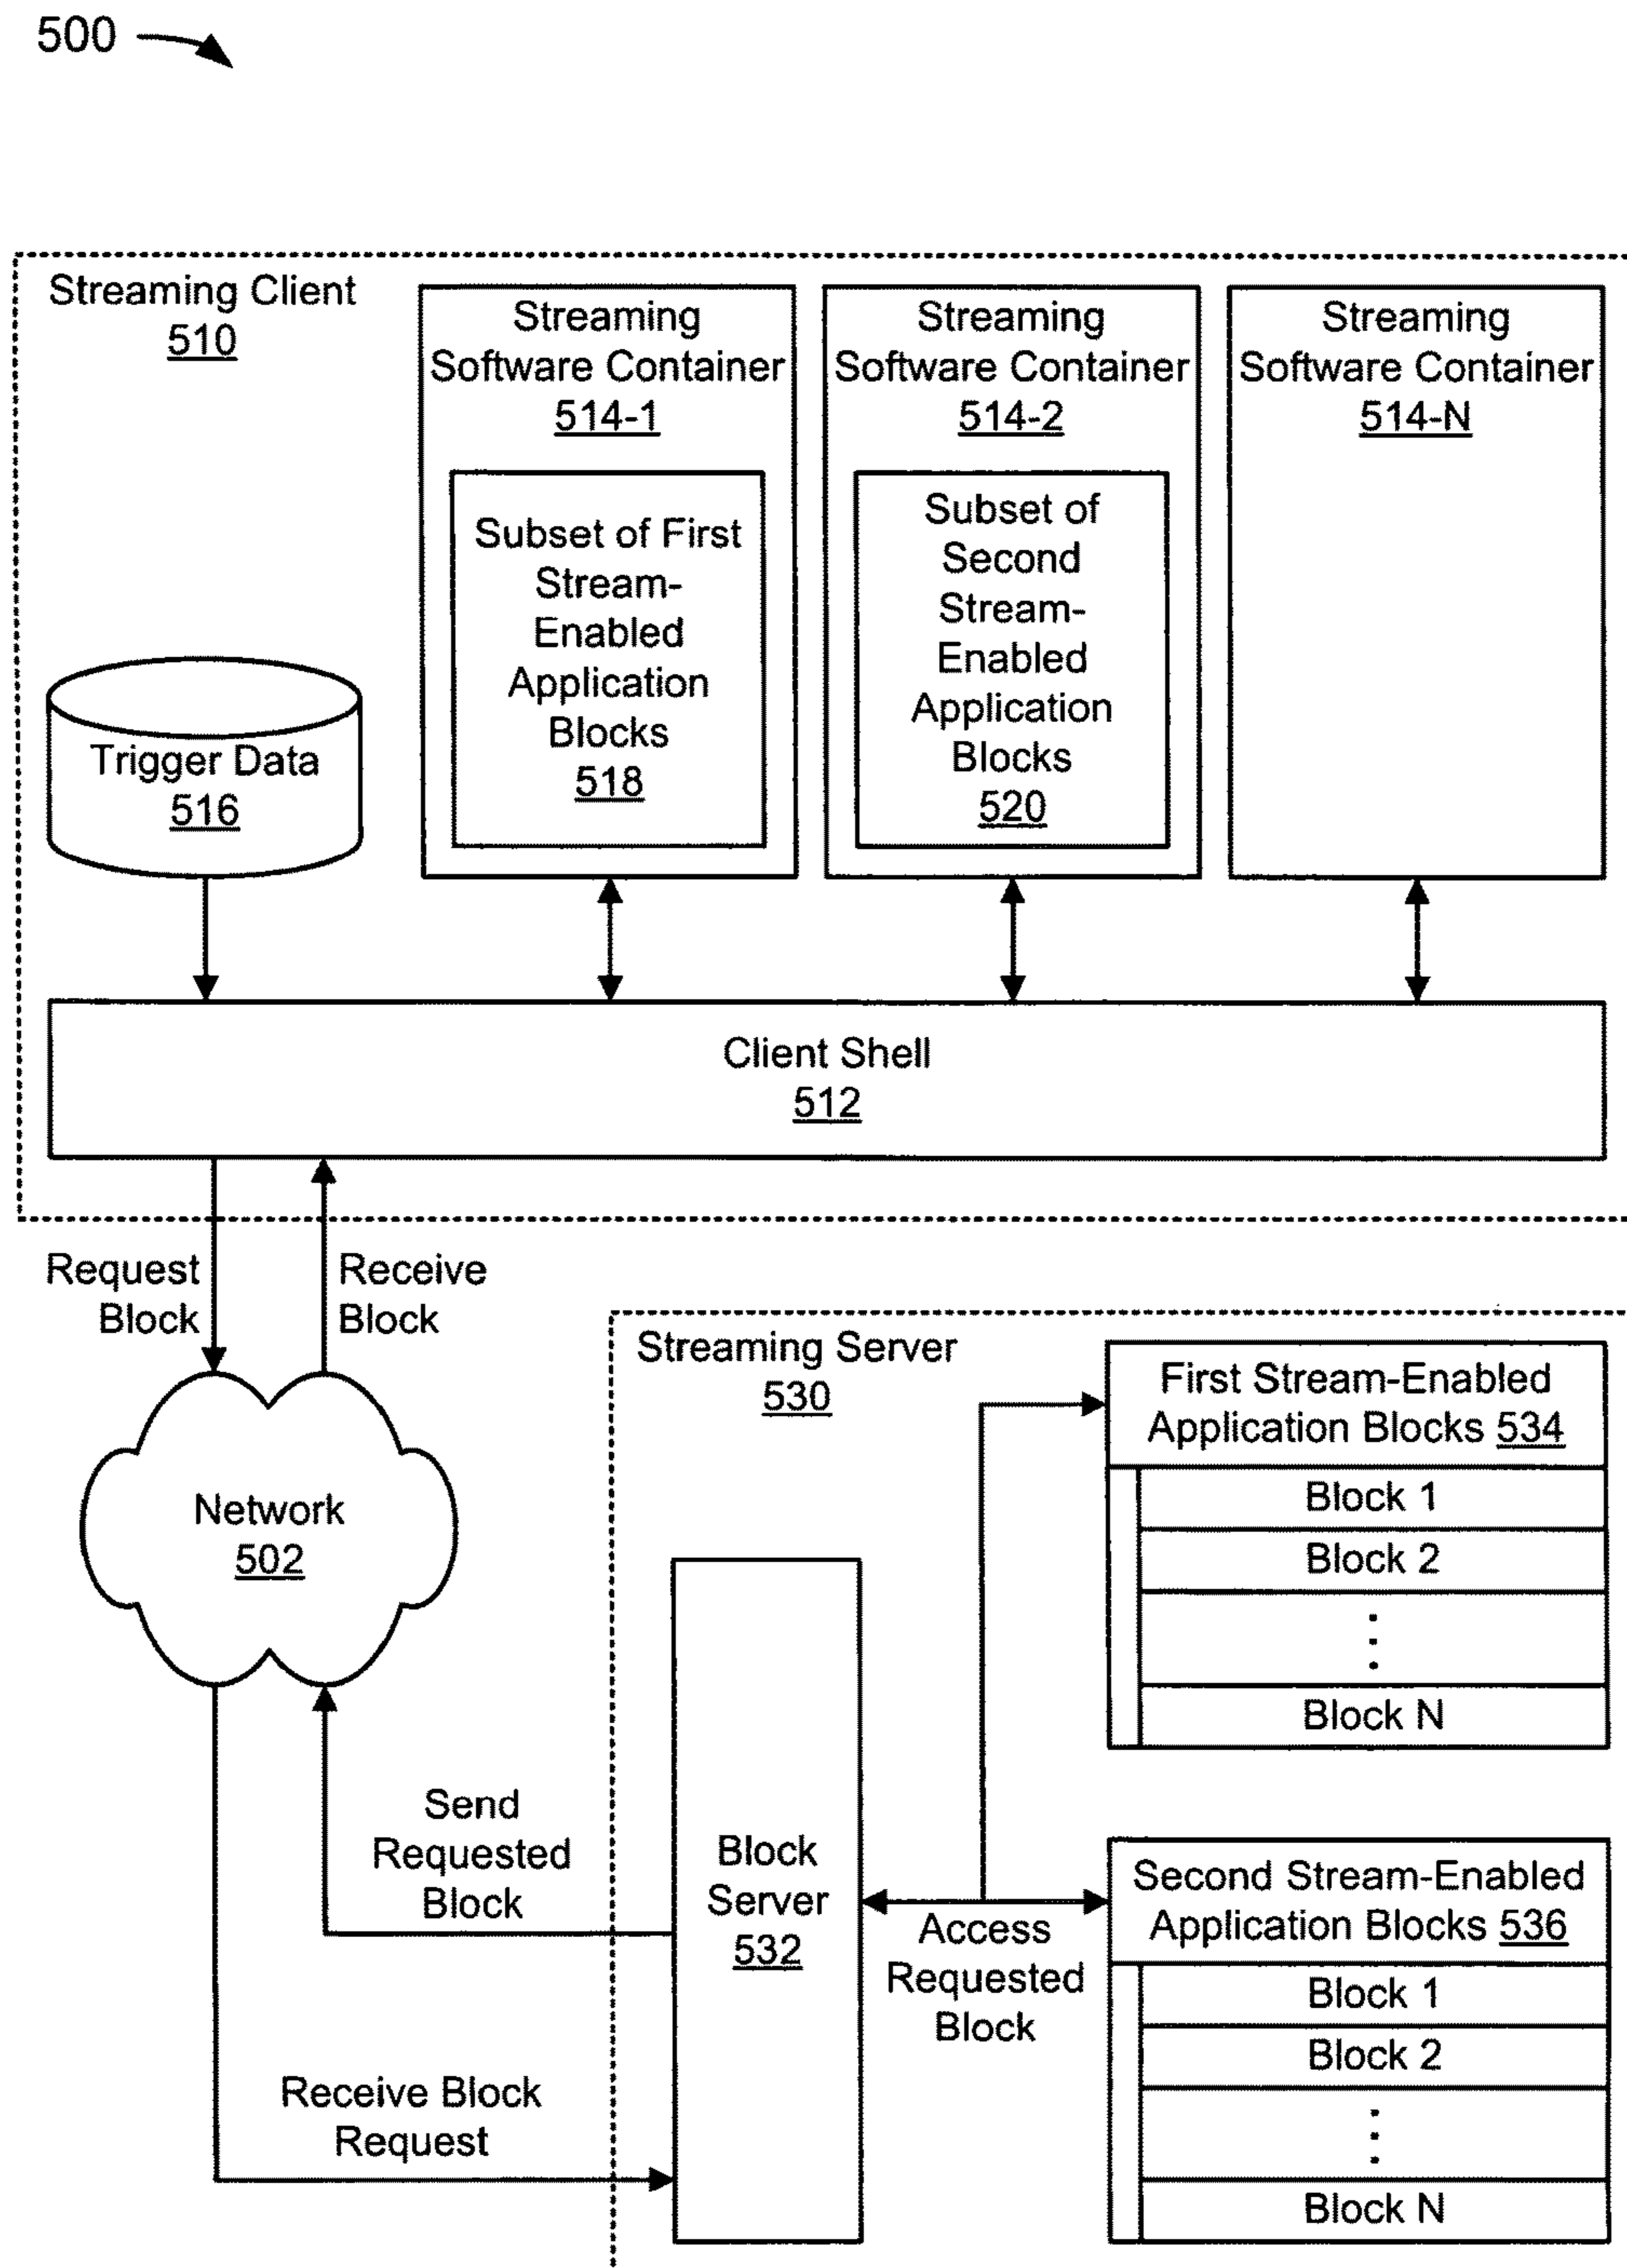 500
Streaming Client
510
Streaming
Software Container
514-1
Subset of First
Stream-
Enabled
Application
Blocks
518
Streaming
Software Container
514-2
Subset of
Second
Stream-
Enabled
Application
Blocks
520
Streaming
Software Container
514-N
Trigger Data
516
Client Shell
512
Request
Block
Receive
Block
Network
502
Streaming Server
530
First Stream-Enabled
Application Blocks 534
Block 1
Block 2
Block N
Send
Requested
Block
Block
Server
532
Access
Requested
Block
Second Stream-Enabled
Application Blocks 536
Block 1
Block 2
Block N
Receive Block
Request